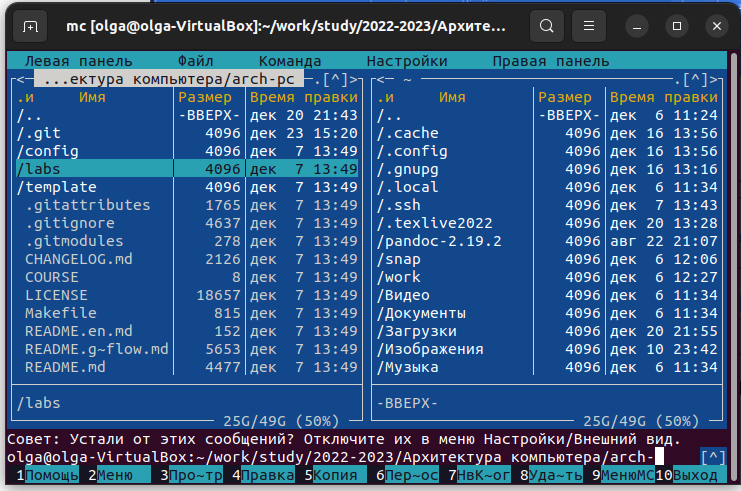 mc [olga@olga-VirtualBox]:~/work/study/2022-2023/Архите...
Левая панель Файл Команда Настройки Правая панель
<— ...ектура компьютера/arch-pc —.[^]> <— ~ —.[^]>
.и Имя Размер Время правки .и Имя Размер Время правки
/.. -ВВЕРХ- дек 20 21:43 /.. -ВВЕРХ- дек 6 11:24
/.git 4096 дек 23 15:20 /.cache 4096 дек 16 13:56
/config 4096 дек 7 13:49 /.config 4096 дек 16 13:56
/labs 4096 дек 7 13:49 /.gnupg 4096 дек 16 13:16
/template 4096 дек 7 13:49 /.local 4096 дек 6 11:34
.gitattributes 1765 дек 7 13:49 /.ssh 4096 дек 7 13:43
.gitignore 4637 дек 7 13:49 /.texlive2022 4096 дек 20 13:28
.gitmodules 278 дек 7 13:49 /pandoc-2.19.2 4096 авг 22 21:07
CHANGELOG.md 2126 дек 7 13:49 /snap 4096 дек 6 12:06
COURSE 8 дек 7 13:49 /work 4096 дек 6 12:27
LICENSE 18657 дек 7 13:49 /Видео 4096 дек 6 11:34
Makefile 815 дек 7 13:49 /Документы 4096 дек 6 11:34
README.en.md 152 дек 7 13:49 /Загрузки 4096 дек 20 21:55
README.g~flow.md 5653 дек 7 13:49 /Изображения 4096 дек 10 23:42
README.md 4477 дек 7 13:49 /Музыка 4096 дек 6 11:34
/labs -ВВЕРХ-
25G/49G (50%) 25G/49G (50%)
Совет: Устали от этих сообщений? Отключите их в меню Настройки/Внешний вид.
olga@olga-VirtualBox:~/work/study/2022-2023/Архитектура компьютера/arch- [^]
1Помощь 2Меню 3Про~тр 4Правка 5Копия 6Пер~ос 7НвК~ог 8Уда~ть 9МенюMC 10Выход